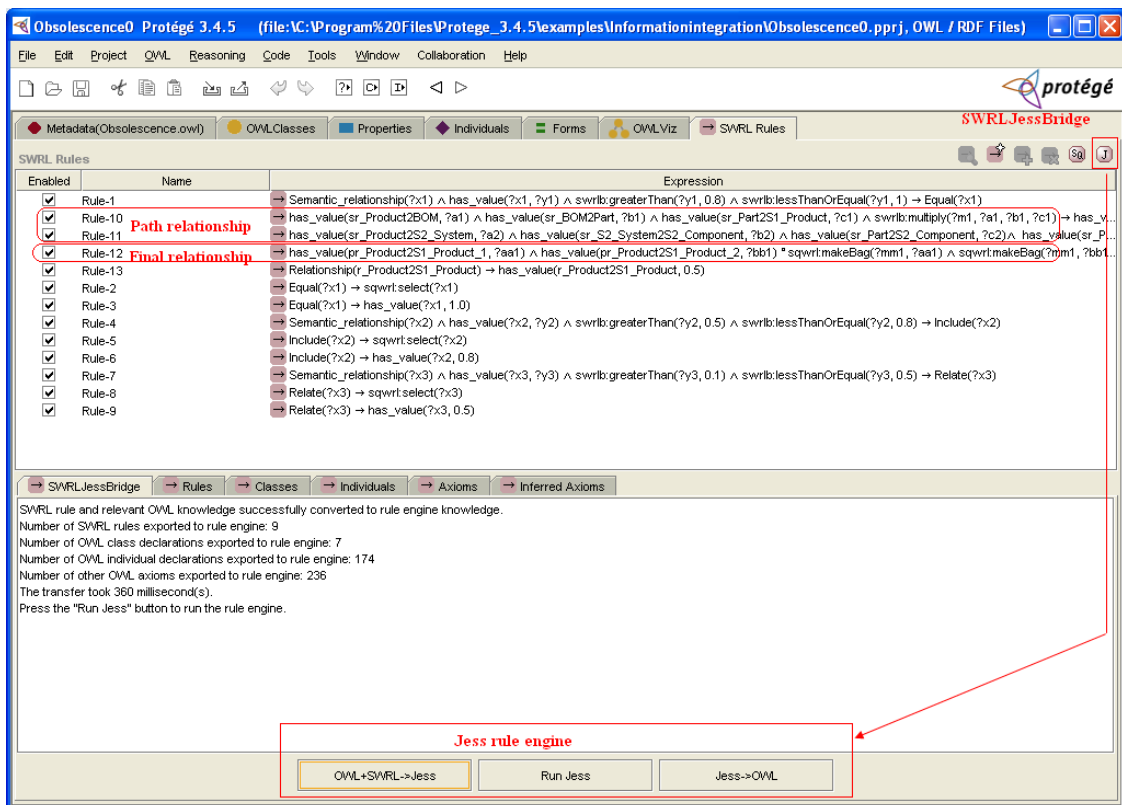 Obsolescence0 Protégé 3.4.5 (file:\C:\Program%20Files\Protege_3.4.5\examples\Informationintegration\Obsolescence0.pprj, OWL / RDF Files)
File Edit Project OWL Reasoning Code Tools Window Collaboration Help
protégé
SWRLJessBridge
Metadata(Obsolescence.owl) OWLClasses Properties Individuals Forms OWLViz SWRL Rules
SWRL Rules
Enabled Name Expression
Rule-1 → Semantic_relationship(?x1) ∧ has_value(?x1, ?y1) ∧ swrlb:greaterThan(?y1, 0.8) ∧ swrlb:lessThanOrEqual(?y1, 1) → Equal(?x1)
Rule-10 → has_value(sr_Product2BOM, ?a1) ∧ has_value(sr_BOM2Part, ?b1) ∧ has_value(sr_Part2S1_Product, ?c1) ∧ swrlb:multiply(?m1, ?a1, ?b1, ?c1) → has_v...
Path relationship
Rule-11 → has_value(sr_Product2S2_System, ?a2) ∧ has_value(sr_S2_System2S2_Component, ?b2) ∧ has_value(sr_Part2S2_Component, ?c2) ∧ has_value(sr_P...
Rule-12 Final relationship → has_value(pr_Product2S1_Product_1, ?aa1) ∧ has_value(pr_Product2S1_Product_2, ?bb1) ° sqwrl:makeBag(?mm1, ?aa1) ∧ sqwrl:makeBag(?mm1, ?bb1...
Rule-13 → Relationship(r_Product2S1_Product) → has_value(r_Product2S1_Product, 0.5)
Rule-2 → Equal(?x1) → sqwrl:select(?x1)
Rule-3 → Equal(?x1) → has_value(?x1, 1.0)
Rule-4 → Semantic_relationship(?x2) ∧ has_value(?x2, ?y2) ∧ swrlb:greaterThan(?y2, 0.5) ∧ swrlb:lessThanOrEqual(?y2, 0.8) → Include(?x2)
Rule-5 → Include(?x2) → sqwrl:select(?x2)
Rule-6 → Include(?x2) → has_value(?x2, 0.8)
Rule-7 → Semantic_relationship(?x3) ∧ has_value(?x3, ?y3) ∧ swrlb:greaterThan(?y3, 0.1) ∧ swrlb:lessThanOrEqual(?y3, 0.5) → Relate(?x3)
Rule-8 → Relate(?x3) → sqwrl:select(?x3)
Rule-9 → Relate(?x3) → has_value(?x3, 0.5)
→ SWRLJessBridge → Rules → Classes → Individuals → Axioms → Inferred Axioms
SWRL rule and relevant OWL knowledge successfully converted to rule engine knowledge.
Number of SWRL rules exported to rule engine: 9
Number of OWL class declarations exported to rule engine: 7
Number of OWL individual declarations exported to rule engine: 174
Number of other OWL axioms exported to rule engine: 236
The transfer took 360 millisecond(s).
Press the "Run Jess" button to run the rule engine.
Jess rule engine
OWL+SWRL->Jess Run Jess Jess->OWL